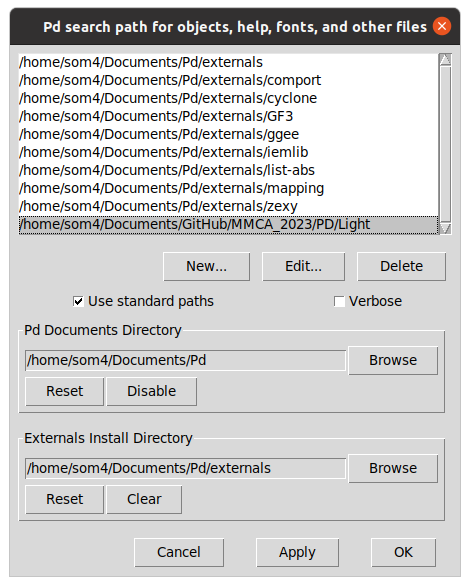 Pd search path for objects, help, fonts, and other files
/home/som4/Documents/Pd/externals
/home/som4/Documents/Pd/externals/comport
/home/som4/Documents/Pd/externals/cyclone
/home/som4/Documents/Pd/externals/GF3
/home/som4/Documents/Pd/externals/ggee
/home/som4/Documents/Pd/externals/iemlib
/home/som4/Documents/Pd/externals/list-abs
/home/som4/Documents/Pd/externals/mapping
/home/som4/Documents/Pd/externals/zexy
/home/som4/Documents/GitHub/MMCA_2023/PD/Light
New... Edit... Delete
Use standard paths Verbose
Pd Documents Directory
/home/som4/Documents/Pd Browse
Reset Disable
Externals Install Directory
/home/som4/Documents/Pd/externals Browse
Reset Clear
Cancel Apply OK